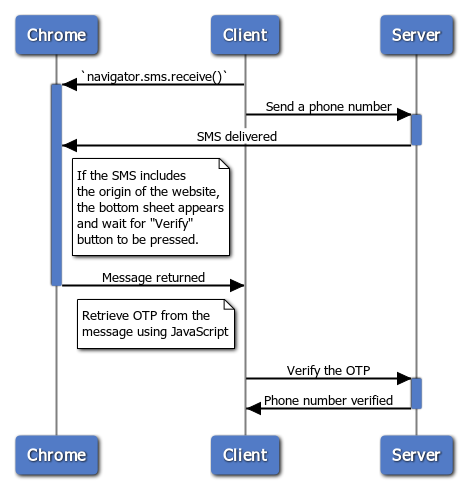 Chrome
Client
Server
`navigator.sms.receive()`
Send a phone number
SMS delivered
If the SMS includes
the origin of the website,
the bottom sheet appears
and wait for "Verify"
button to be pressed.
Message returned
Retrieve OTP from the
message using JavaScript
Verify the OTP
Phone number verified
Chrome
Client
Server